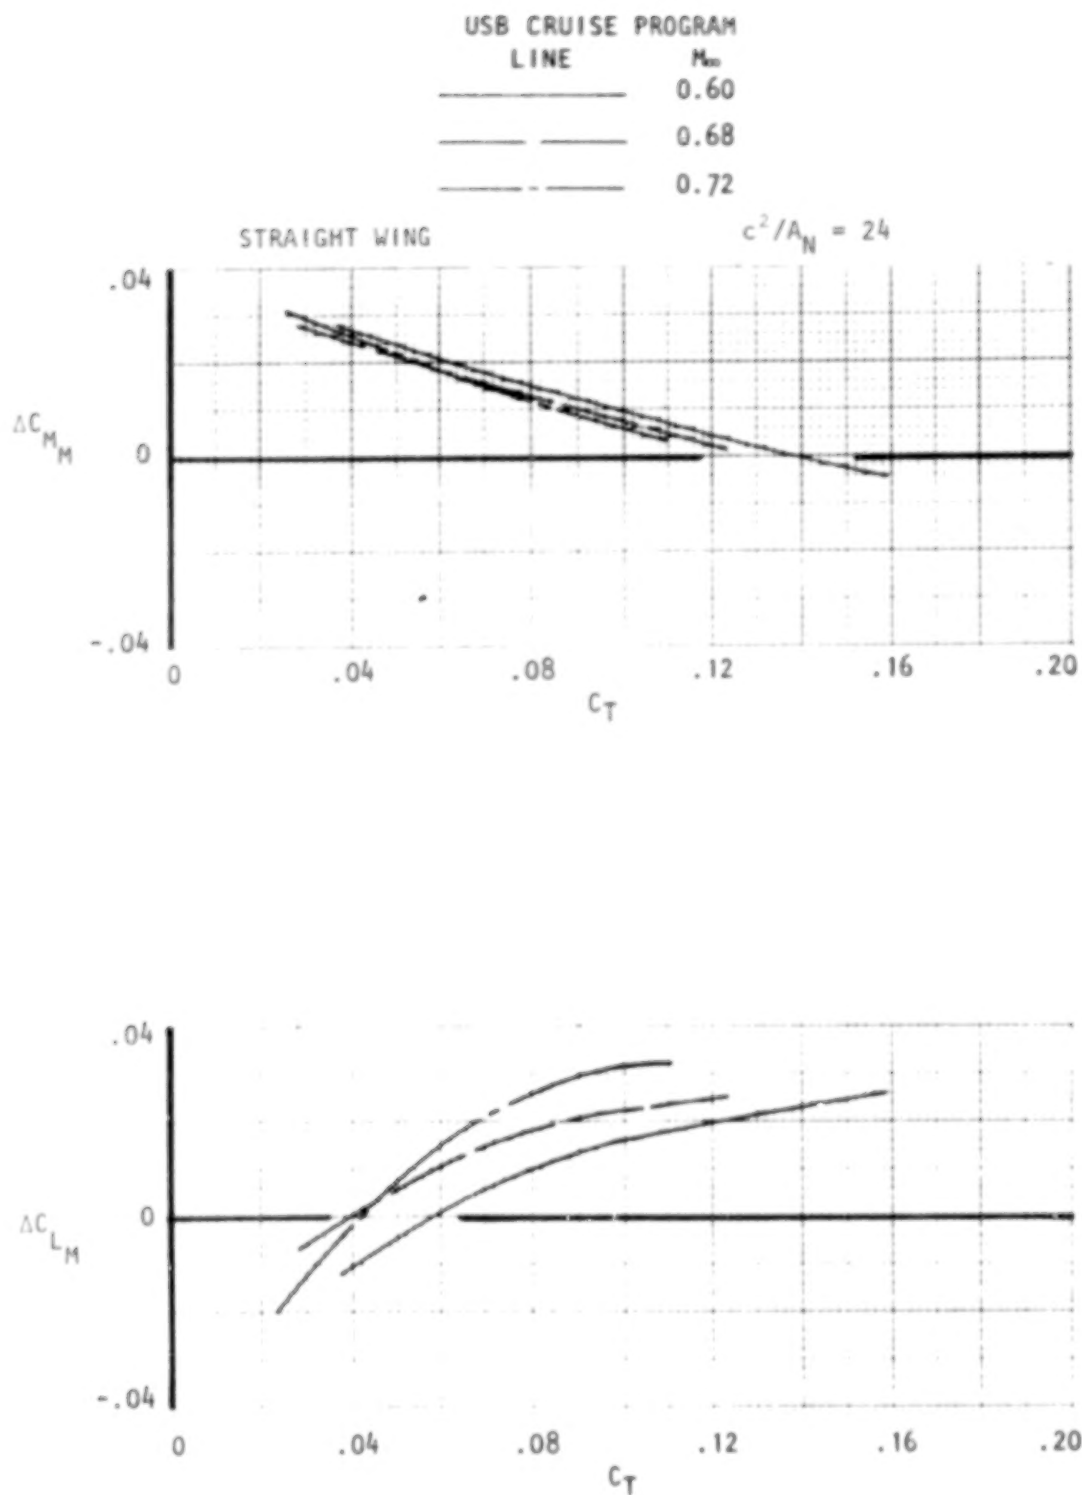 USB CRUISE PROGRAM
LINE M∞
0.60
0.68
0.72
STRAIGHT WING c²/A_N = 24
.04
ΔC_M_M
0
-.04
0 .04 .08 .12 .16 .20
C_T
.04
ΔC_L_M
0
-.04
0 .04 .08 .12 .16 .20
C_T